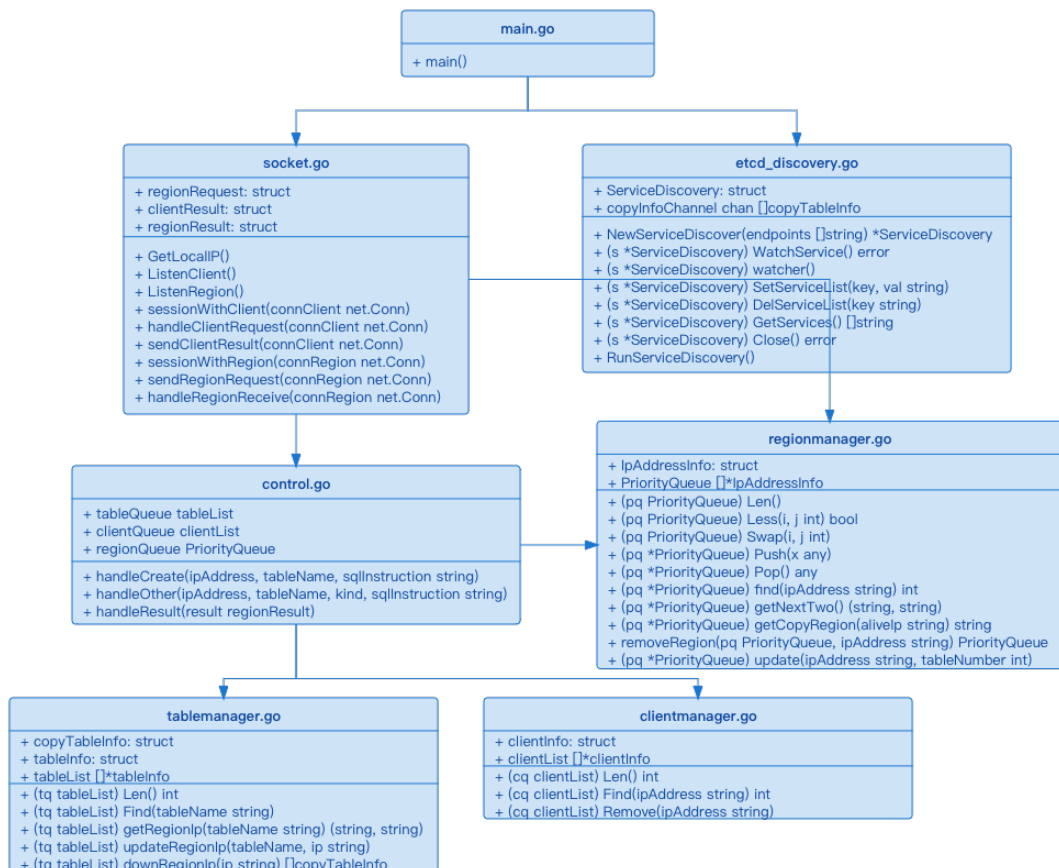 main.go
+ main()
socket.go
+ regionRequest: struct
+ clientResult: struct
+ regionResult: struct
+ GetLocalIP()
+ ListenClient()
+ ListenRegion()
+ sessionWithClient(connClient net.Conn)
+ handleClientRequest(connClient net.Conn)
+ sendClientResult(connClient net.Conn)
+ sessionWithRegion(connRegion net.Conn)
+ sendRegionRequest(connRegion net.Conn)
+ handleRegionReceive(connRegion net.Conn)
etcd_discovery.go
+ ServiceDiscovery: struct
+ copyInfoChannel chan []copyTableInfo
+ NewServiceDiscover(endpoints []string) *ServiceDiscovery
+ (s *ServiceDiscovery) WatchService() error
+ (s *ServiceDiscovery) watcher()
+ (s *ServiceDiscovery) SetServiceList(key, val string)
+ (s *ServiceDiscovery) DelServiceList(key string)
+ (s *ServiceDiscovery) GetServices() []string
+ (s *ServiceDiscovery) Close() error
+ RunServiceDiscovery()
control.go
+ tableQueue tableList
+ clientQueue clientList
+ regionQueue PriorityQueue
+ handleCreate(ipAddress, tableName, sqlInstruction string)
+ handleOther(ipAddress, tableName, kind, sqlInstruction string)
+ handleResult(result regionResult)
regionmanager.go
+ IpAddressInfo: struct
+ PriorityQueue []*IpAddressInfo
+ (pq PriorityQueue) Len()
+ (pq PriorityQueue) Less(i, j int) bool
+ (pq PriorityQueue) Swap(i, j int)
+ (pq *PriorityQueue) Push(x any)
+ (pq *PriorityQueue) Pop() any
+ (pq *PriorityQueue) find(ipAddress string) int
+ (pq *PriorityQueue) getNextTwo() (string, string)
+ (pq *PriorityQueue) getCopyRegion(aliveIp string) string
+ removeRegion(pq PriorityQueue, ipAddress string) PriorityQueue
+ (pq *PriorityQueue) update(ipAddress string, tableNumber int)
tablemanager.go
+ copyTableInfo: struct
+ tableInfo: struct
+ tableList []*tableInfo
+ (tq tableList) Len() int
+ (tq tableList) Find(tableName string)
+ (tq tableList) getRegionIp(tableName string) (string, string)
+ (tq tableList) updateRegionIp(tableName, ip string)
+ (tq tableList) downRegionIp(ip string) []copyTableInfo
clientmanager.go
+ clientInfo: struct
+ clientList []*clientInfo
+ (cq clientList) Len() int
+ (cq clientList) Find(ipAddress string) int
+ (cq clientList) Remove(ipAddress string)